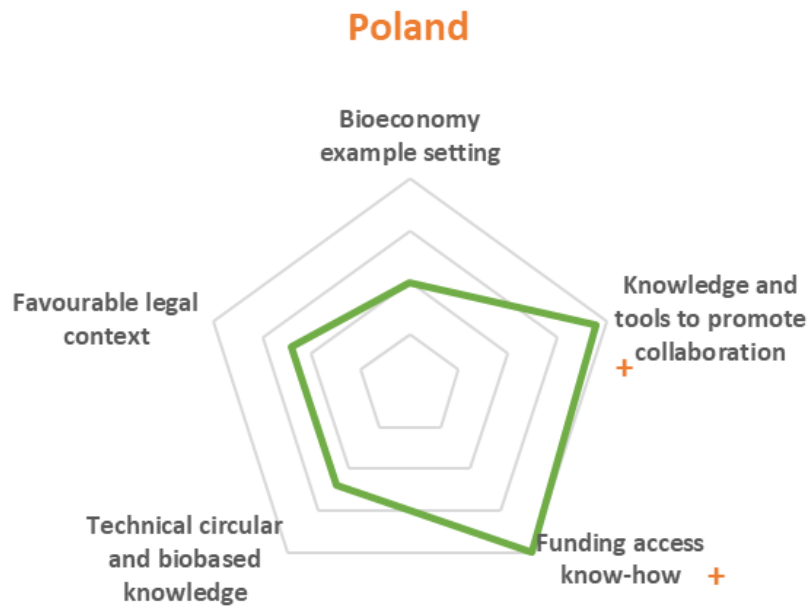 Poland
Bioeconomy
example setting
Knowledge and
tools to promote
collaboration
+
Favourable legal
context
Technical circular
and biobased
knowledge
Funding access
know-how +